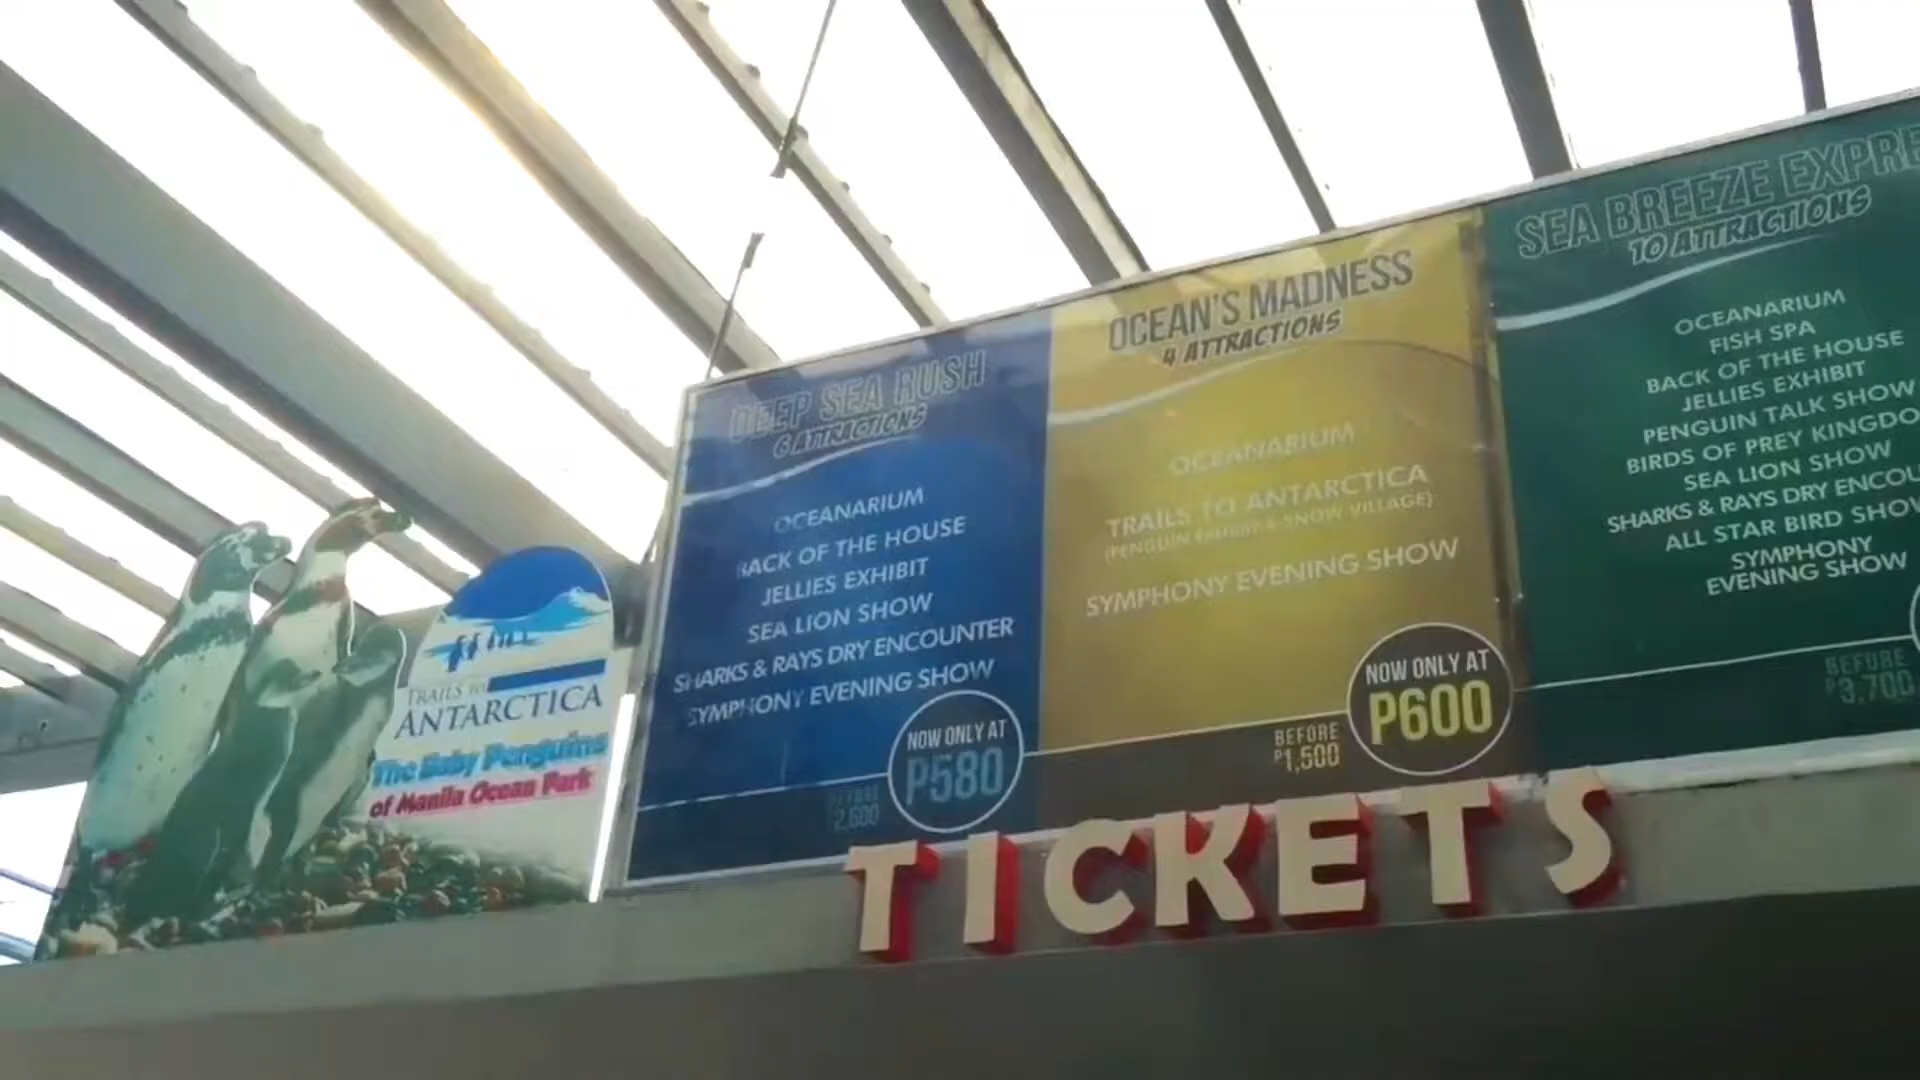 TRAILS TO
ANTARCTICA
The Baby Penguins
of Manila Ocean Park
DEEP SEA RUSH
6 ATTRACTIONS
OCEANARIUM
BACK OF THE HOUSE
JELLIES EXHIBIT
SEA LION SHOW
SHARKS & RAYS DRY ENCOUNTER
SYMPHONY EVENING SHOW
BEFORE
2,600
NOW ONLY AT
P580
OCEAN'S MADNESS
4 ATTRACTIONS
OCEANARIUM
TRAILS TO ANTARCTICA
(PENGUIN EXHIBIT & SNOW VILLAGE)
SYMPHONY EVENING SHOW
BEFORE
P1,500
NOW ONLY AT
P600
SEA BREEZE EXPRE
10 ATTRACTIONS
OCEANARIUM
FISH SPA
BACK OF THE HOUSE
JELLIES EXHIBIT
PENGUIN TALK SHOW
BIRDS OF PREY KINGDO
SEA LION SHOW
SHARKS & RAYS DRY ENCOU
ALL STAR BIRD SHOW
SYMPHONY
EVENING SHOW
BEFORE
P3,700
TICKETS